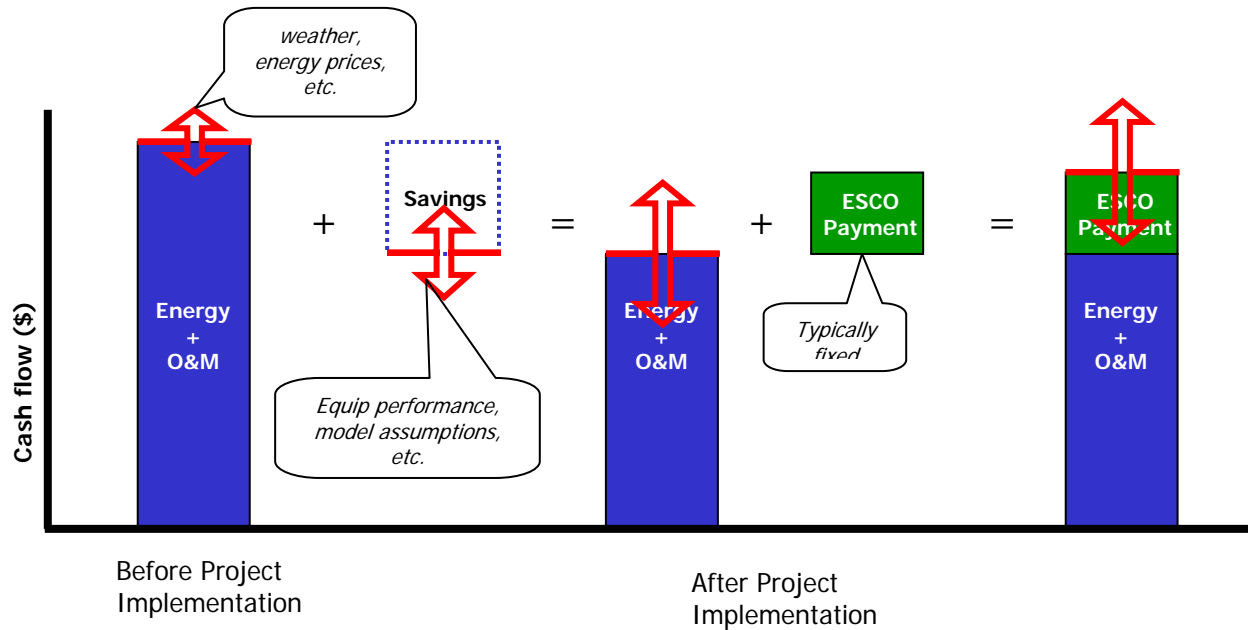 weather,
energy prices,
etc.
Savings
+
=
+
=
ESCO
Payment
ESCO
Payment
Energy
+
O&M
Energy
+
O&M
Typically
fixed
Energy
+
O&M
Equip performance,
model assumptions,
etc.
Cash flow ($)
Before Project
Implementation
After Project
Implementation